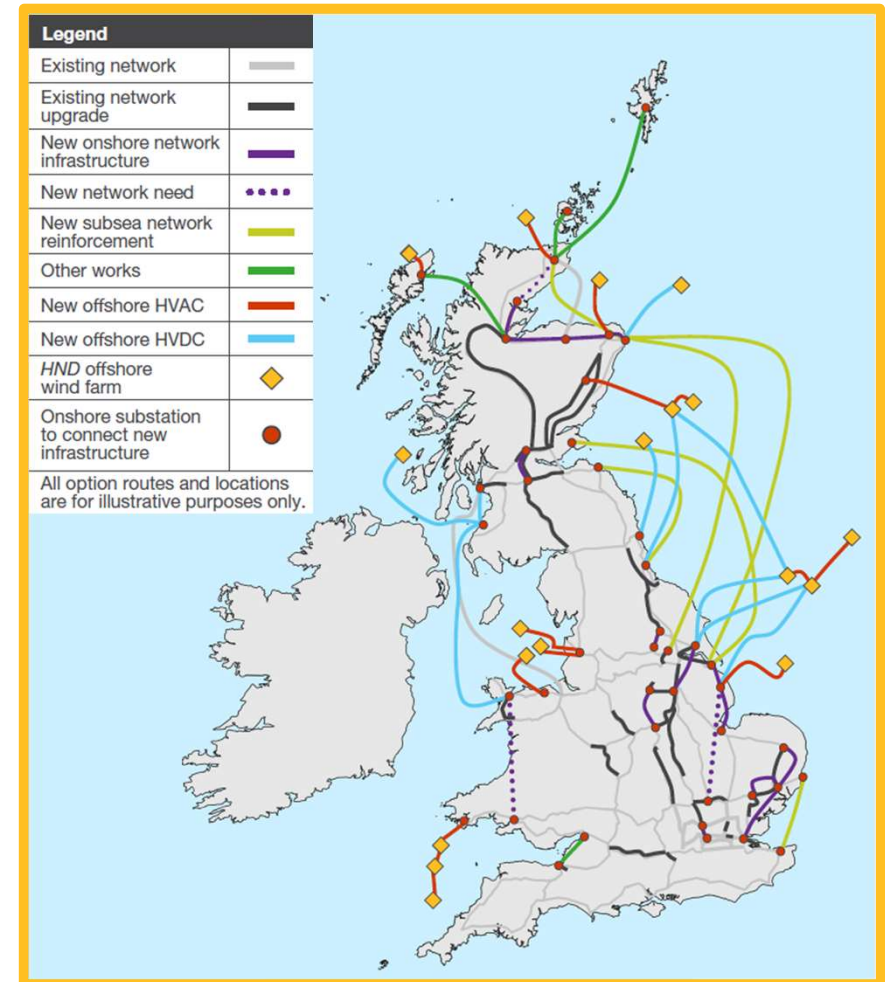 Legend
Existing network
Existing network
upgrade
New onshore network
infrastructure
New network need
New subsea network
reinforcement
Other works
New offshore HVAC
New offshore HVDC
HND offshore
wind farm
Onshore substation
to connect new
infrastructure
All option routes and locations
are for illustrative purposes only.